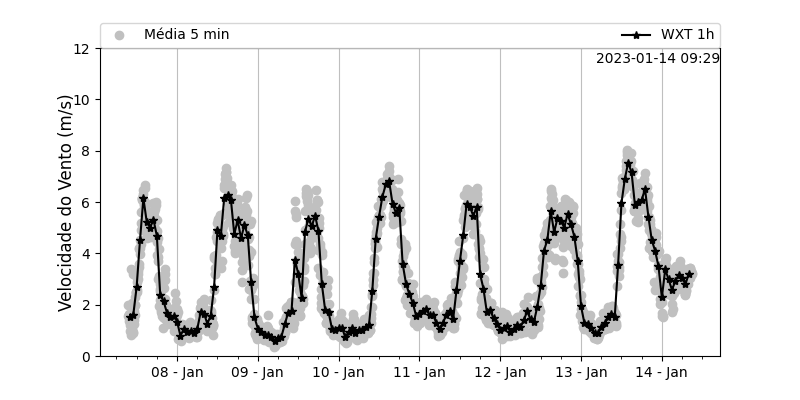 Média 5 min
WXT 1h
2023-01-14 09:29
Velocidade do Vento (m/s)
12
10
8
6
4
2
0
08 - Jan
09 - Jan
10 - Jan
11 - Jan
12 - Jan
13 - Jan
14 - Jan